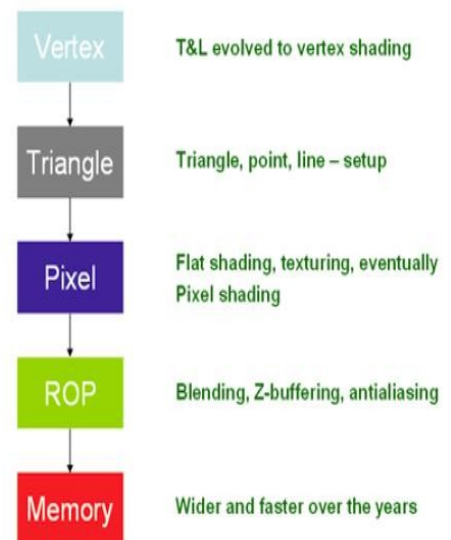 Vertex
T&L evolved to vertex shading
Triangle
Triangle, point, line – setup
Pixel
Flat shading, texturing, eventually
Pixel shading
ROP
Blending, Z-buffering, antialiasing
Memory
Wider and faster over the years